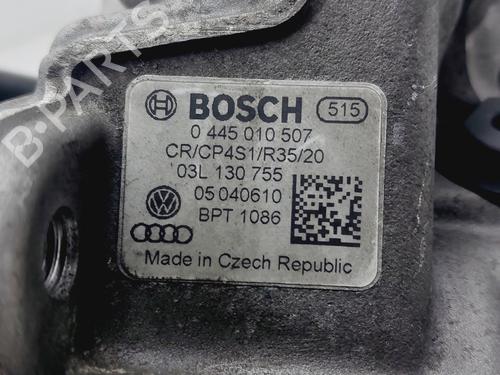 BOSCH 515
0 445 010 507
CR/CP4S1/R35/20
03L 130 755
05 040610
BPT 1086
Made in Czech Republic
B-PARTS